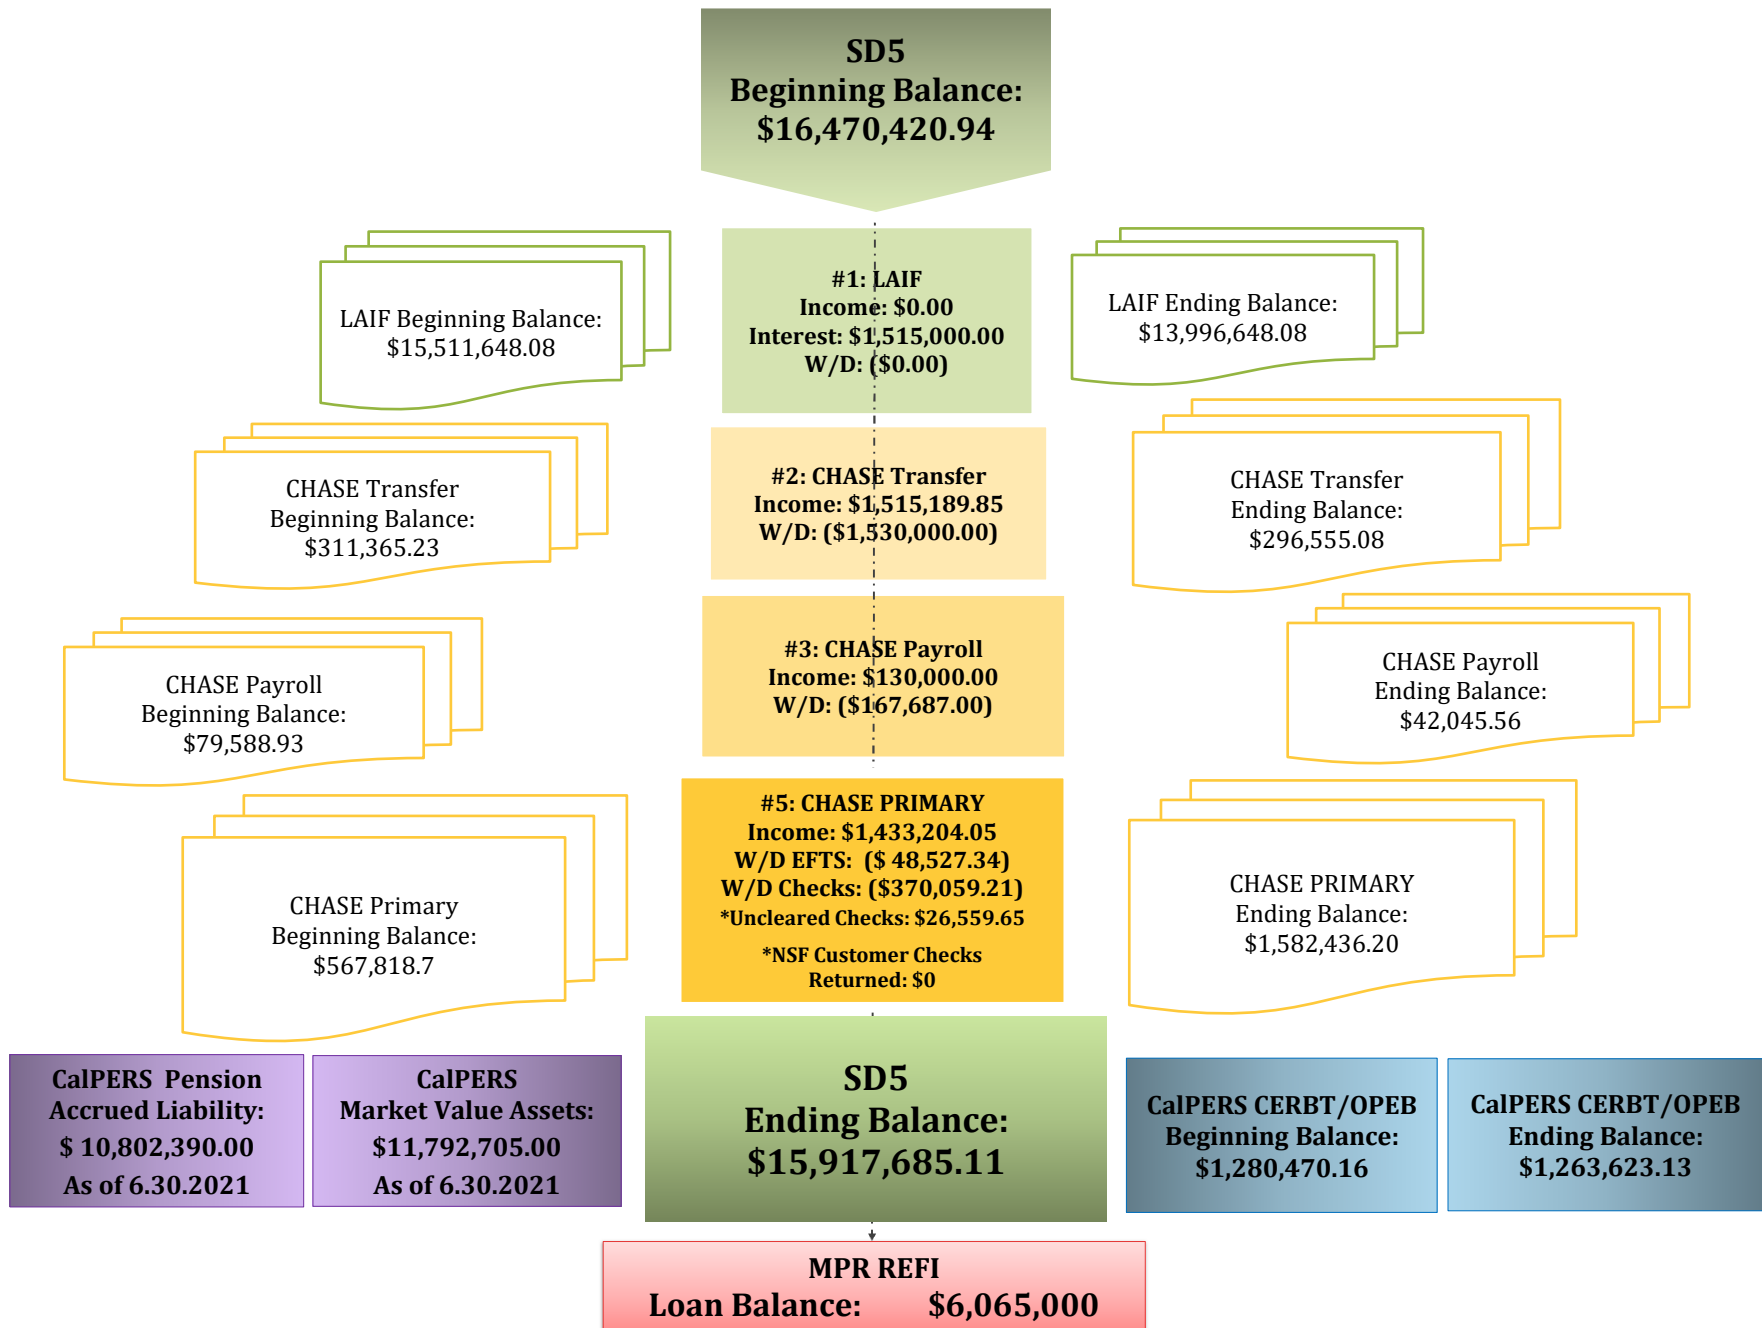 SD5
Beginning Balance:
$16,470,420.94
LAIF Beginning Balance:
$15,511,648.08
#1: LAIF
Income: $0.00
Interest: $1,515,000.00
W/D: ($0.00)
LAIF Ending Balance:
$13,996,648.08
CHASE Transfer
Beginning Balance:
$311,365.23
#2: CHASE Transfer
Income: $1,515,189.85
W/D: ($1,530,000.00)
CHASE Transfer
Ending Balance:
$296,555.08
CHASE Payroll
Beginning Balance:
$79,588.93
#3: CHASE Payroll
Income: $130,000.00
W/D: ($167,687.00)
CHASE Payroll
Ending Balance:
$42,045.56
CHASE Primary
Beginning Balance:
$567,818.7
#5: CHASE PRIMARY
Income: $1,433,204.05
W/D EFTS:  ($ 48,527.34)
W/D Checks: ($370,059.21)
*Uncleared Checks: $26,559.65
*NSF Customer Checks
Returned: $0
CHASE PRIMARY
Ending Balance:
$1,582,436.20
CalPERS  Pension
Accrued Liability:
$ 10,802,390.00
As of 6.30.2021
CalPERS
Market Value Assets:
$11,792,705.00
As of 6.30.2021
SD5
Ending Balance:
$15,917,685.11
CalPERS CERBT/OPEB
Beginning Balance:
$1,280,470.16
CalPERS CERBT/OPEB
Ending Balance:
$1,263,623.13
MPR REFI
Loan Balance:      $6,065,000